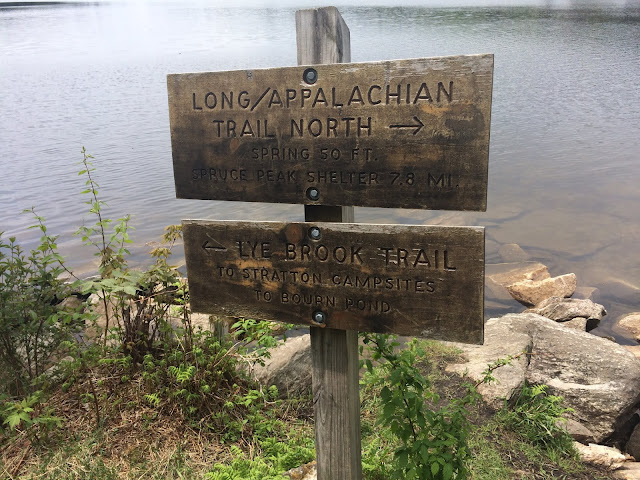 LONG/APPALACHIAN
TRAIL NORTH →
SPRING 50 FT.
SPRUCE PEAK SHELTER 7.8 MI.
← LYE BROOK TRAIL
TO STRATTON CAMPSITES
TO BOURN POND